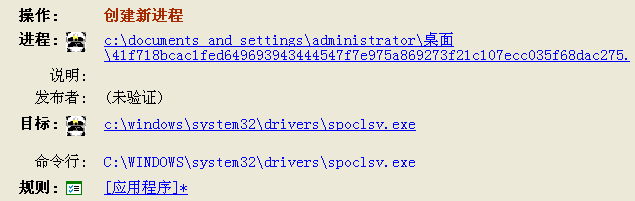 操作: 创建新进程
进程: c:\documents and settings\administrator\桌面
\41f718bcac1fed649693943444547f7e975a869273f21c107ecc035f68dac275.
说明:
发布者: (未验证)
目标: c:\windows\system32\drivers\spoclsv.exe
命令行: C:\WINDOWS\system32\drivers\spoclsv.exe
规则: [应用程序]*